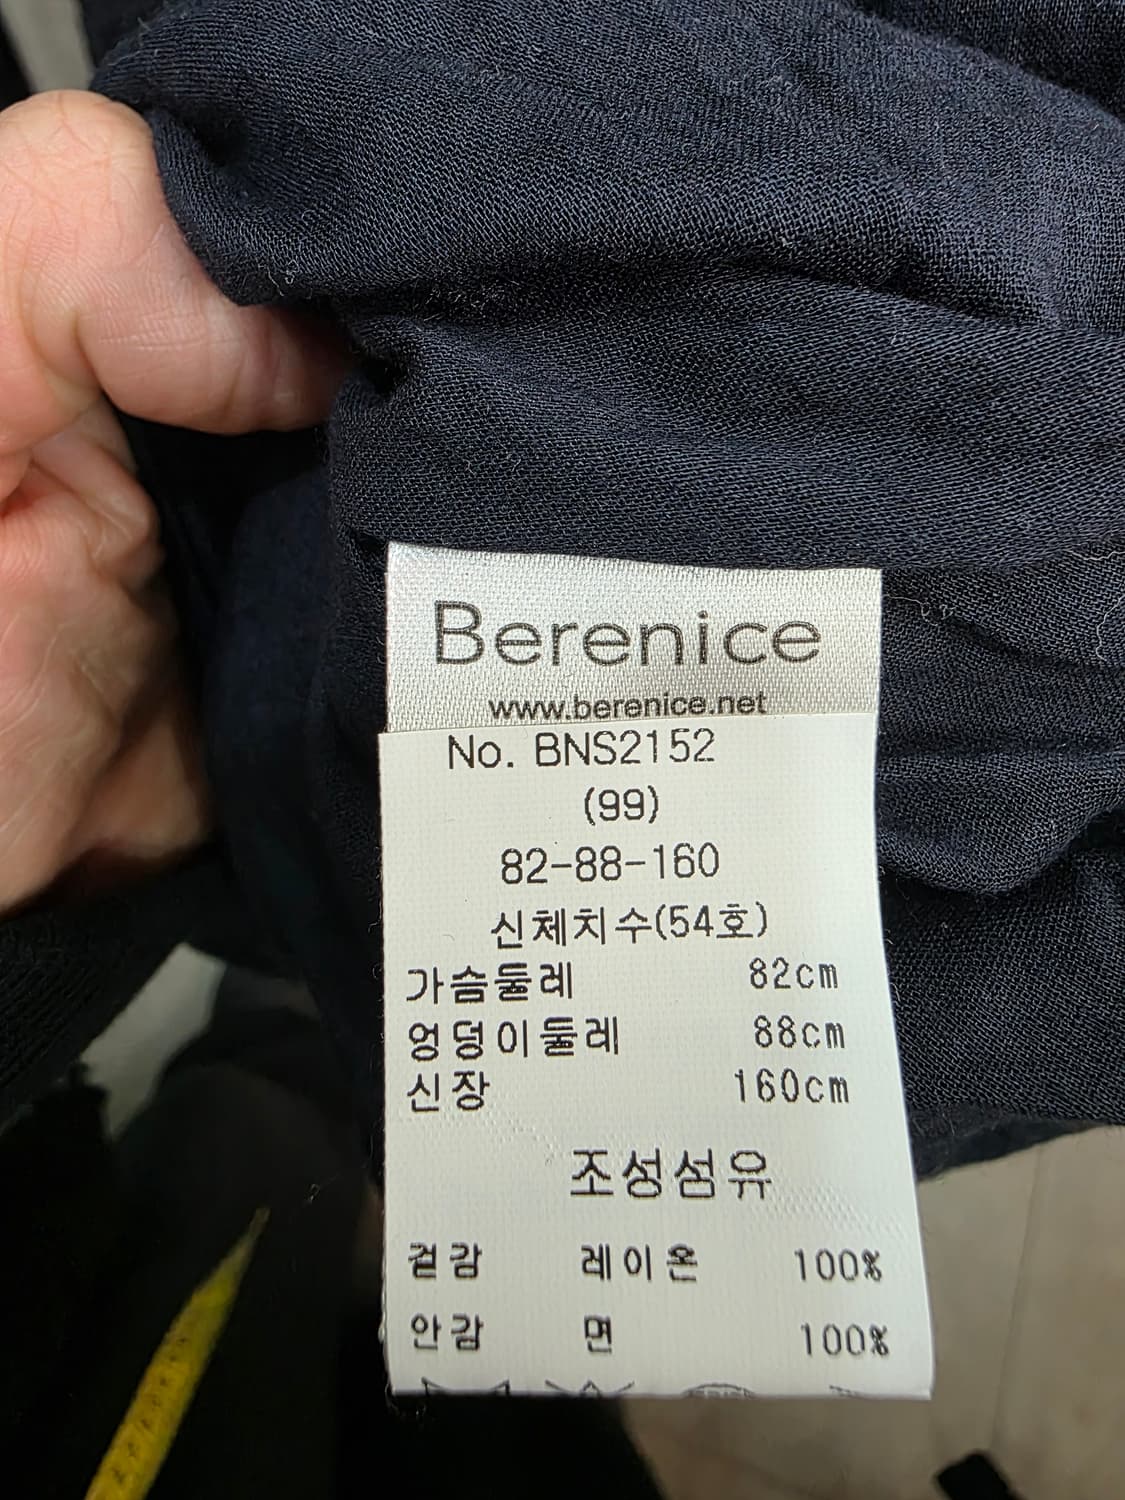 Berenice
www.berenice.net
No. BNS2152
(99)
82-88-160
신체치수(54호)
가슴둘레 82cm
엉덩이둘레 88cm
신장 160cm
조성섬유
겉감 레이온 100%
안감 면 100%